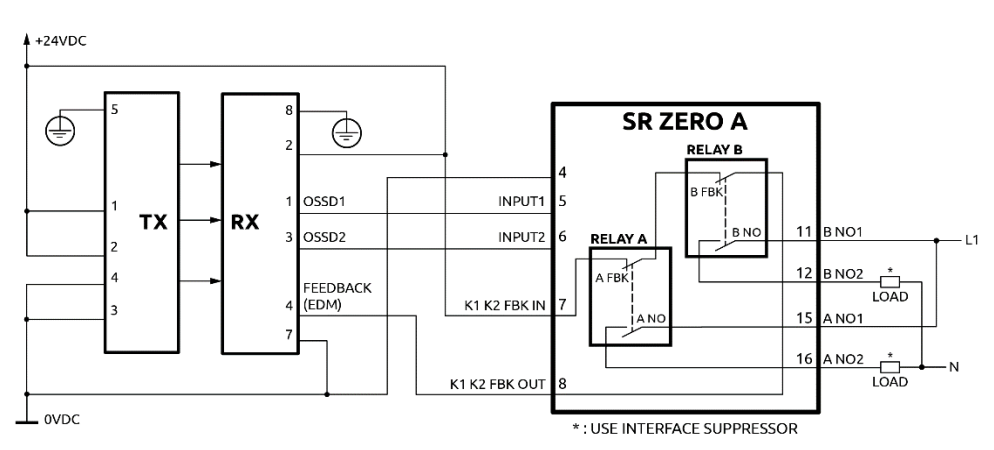 +24VDC
SR ZERO A
5
8
RELAY B
2
4
B FBK
1
TX
RX
1
OSSD1
INPUT1
5
3
OSSD2
INPUT2
6
RELAY A
B NO
11
B NO1
L1
2
4
A FBK
12
B NO2
*
LOAD
FEEDBACK
(EDM)
3
4
K1 K2 FBK IN
7
A NO
15
A NO1
7
16
A NO2
*
LOAD
N
K1 K2 FBK OUT
8
0VDC
* : USE INTERFACE SUPPRESSOR